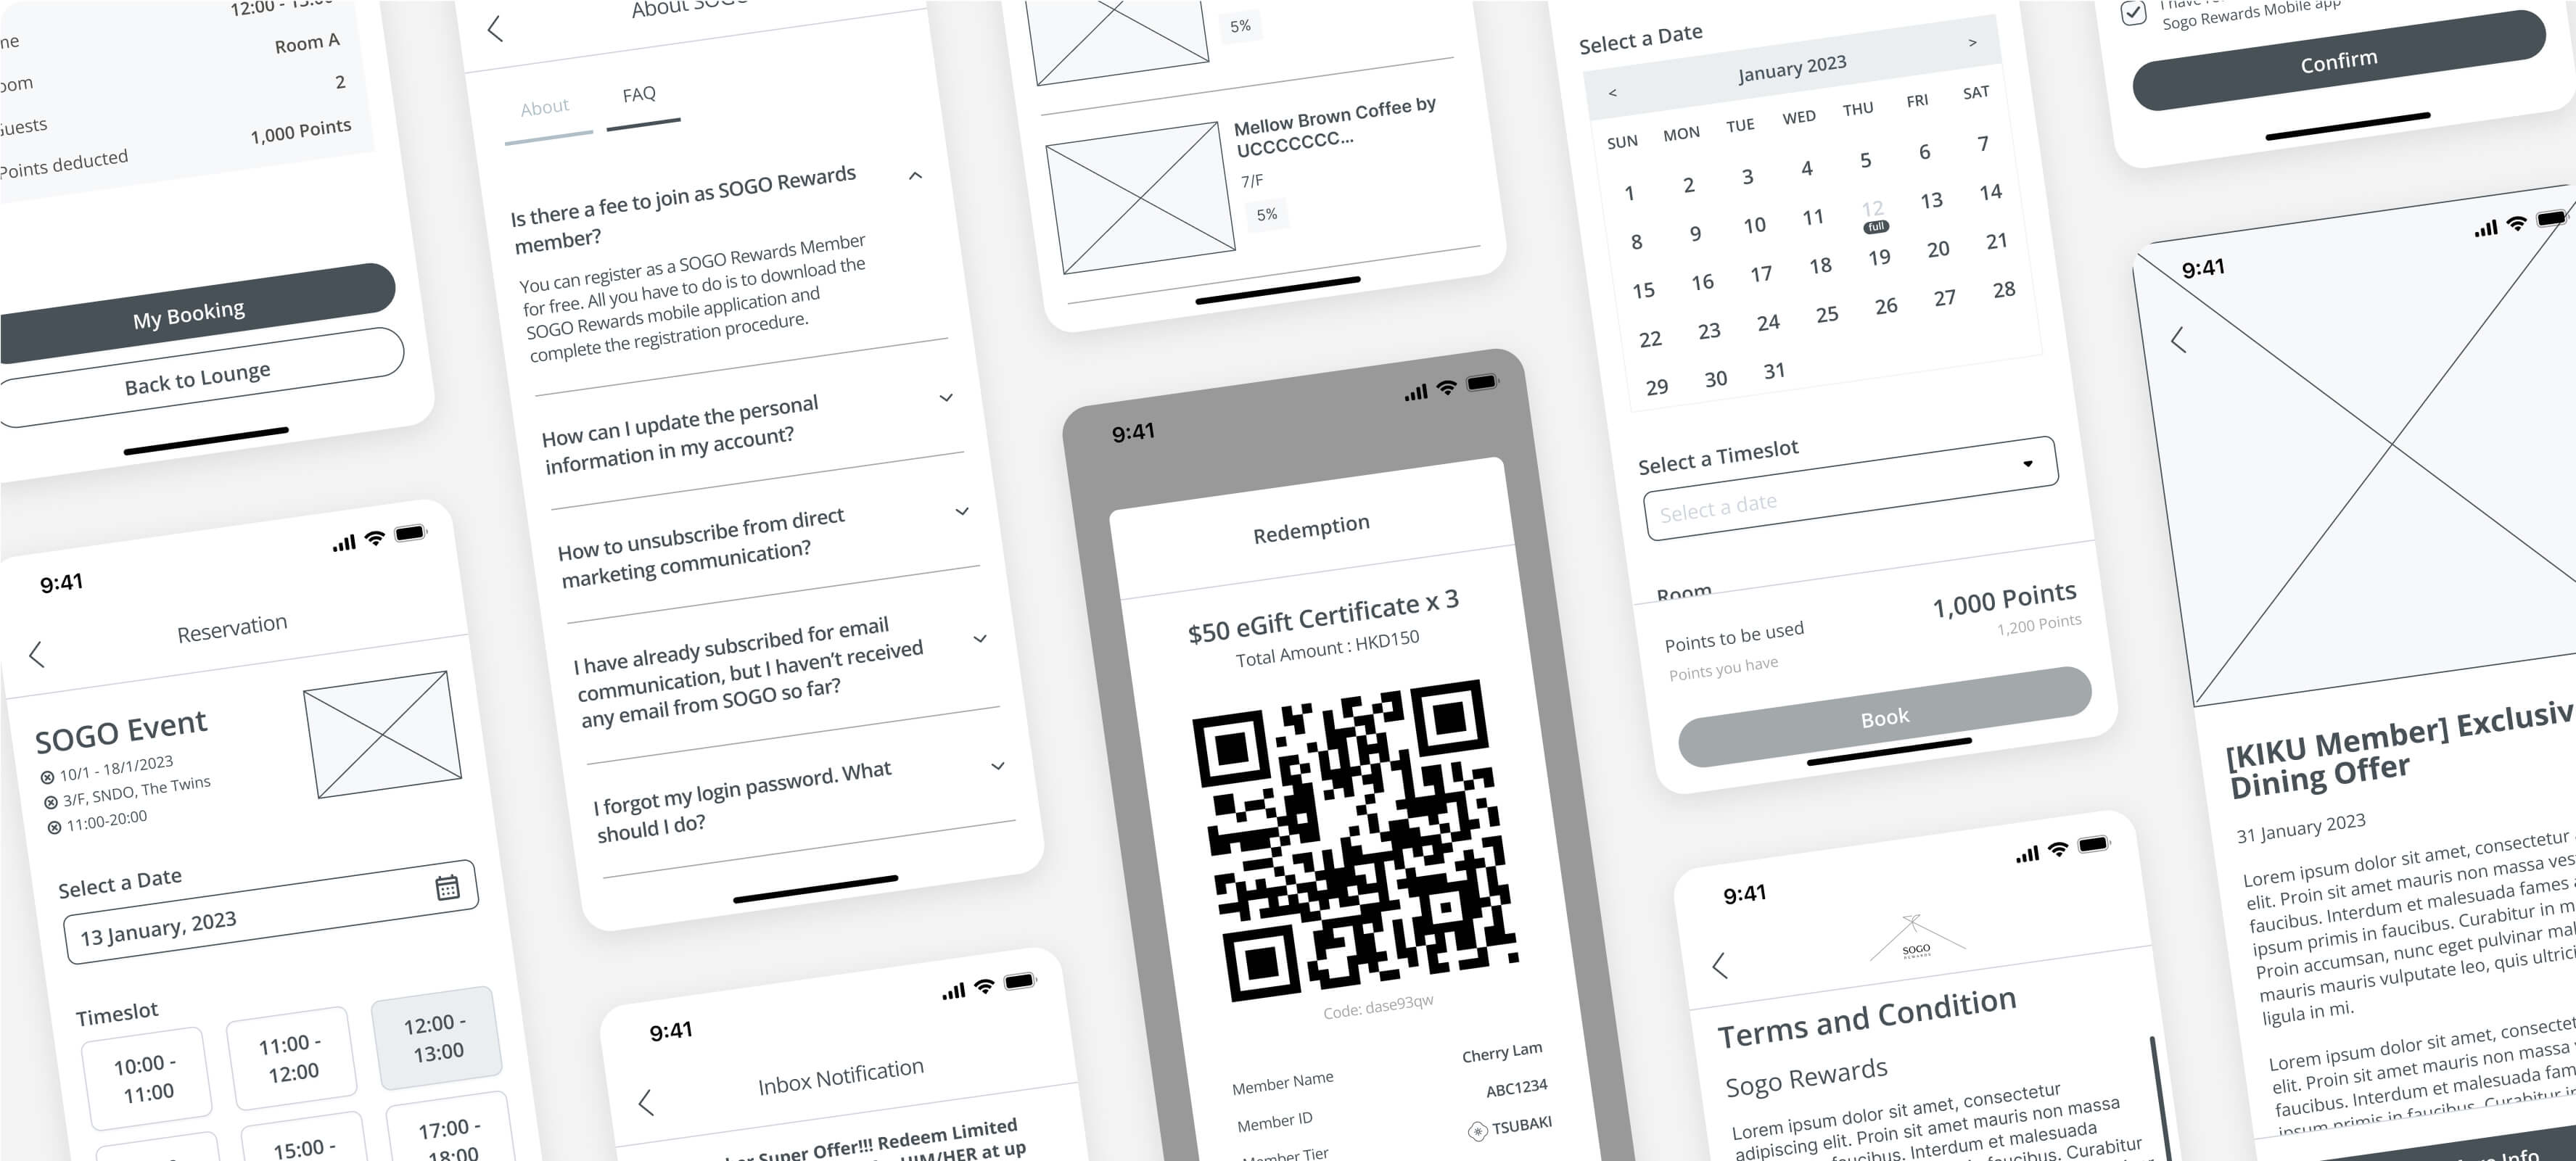 12:00 - 13:00
Room A
Guests
2
Points deducted
1,000 Points
My Booking
Back to Lounge
9:41
Reservation
SOGO Event
10/1 - 18/1/2023
3/F, SNDO, The Twins
11:00-20:00
Select a Date
13 January, 2023
Timeslot
10:00 -
11:00
11:00 -
12:00
12:00 -
13:00
15:00 -
17:00 -
18:00
About SOGO
About
FAQ
Is there a fee to join as SOGO Rewards
member?
You can register as a SOGO Rewards Member
for free. All you have to do is to download the
SOGO Rewards mobile application and
complete the registration procedure.
How can I update the personal
information in my account?
How to unsubscribe from direct
marketing communication?
I have already subscribed for email
communication, but I haven’t received
any email from SOGO so far?
I forgot my login password. What
should I do?
9:41
Inbox Notification
Super Offer!!! Redeem Limited
HIM/HER at up
5%
Mellow Brown Coffee by
UCCCCCCC...
7/F
5%
9:41
Redemption
$50 eGift Certificate x 3
Total Amount : HKD150
Code: dase93qw
Member Name
Cherry Lam
Member ID
ABC1234
Member Tier
TSUBAKI
Select a Date
< January 2023 >
SUN MON TUE WED THU FRI SAT
1 2 3 4 5 6 7
8 9 10 11 12 13 14
full
15 16 17 18 19 20 21
22 23 24 25 26 27 28
29 30 31
Select a Timeslot
Select a date
Room
Points to be used
1,000 Points
Points you have
1,200 Points
Book
9:41
SOGO
REWARDS
Terms and Condition
Sogo Rewards
Lorem ipsum dolor sit amet, consectetur
adipiscing elit. Proin sit amet mauris non massa
faucibus. Interdum et malesuada
faucibus. Curabitur
I have
Sogo Rewards Mobile app
Confirm
9:41
[KIKU Member] Exclusiv
Dining Offer
31 January 2023
Lorem ipsum dolor sit amet, consectetur
elit. Proin sit amet mauris non massa ves
faucibus. Interdum et malesuada fames
ipsum primis in faucibus. Curabitur in m
Proin accumsan, nunc eget pulvinar mal
mauris mauris vulputate leo, quis ultrici
ligula in mi.
Lorem ipsum dolor sit amet, consectet
elit. Proin sit amet mauris non massa
faucibus. Interdum et malesuada fam
ipsum primis in faucibus. Curabitur in
Info